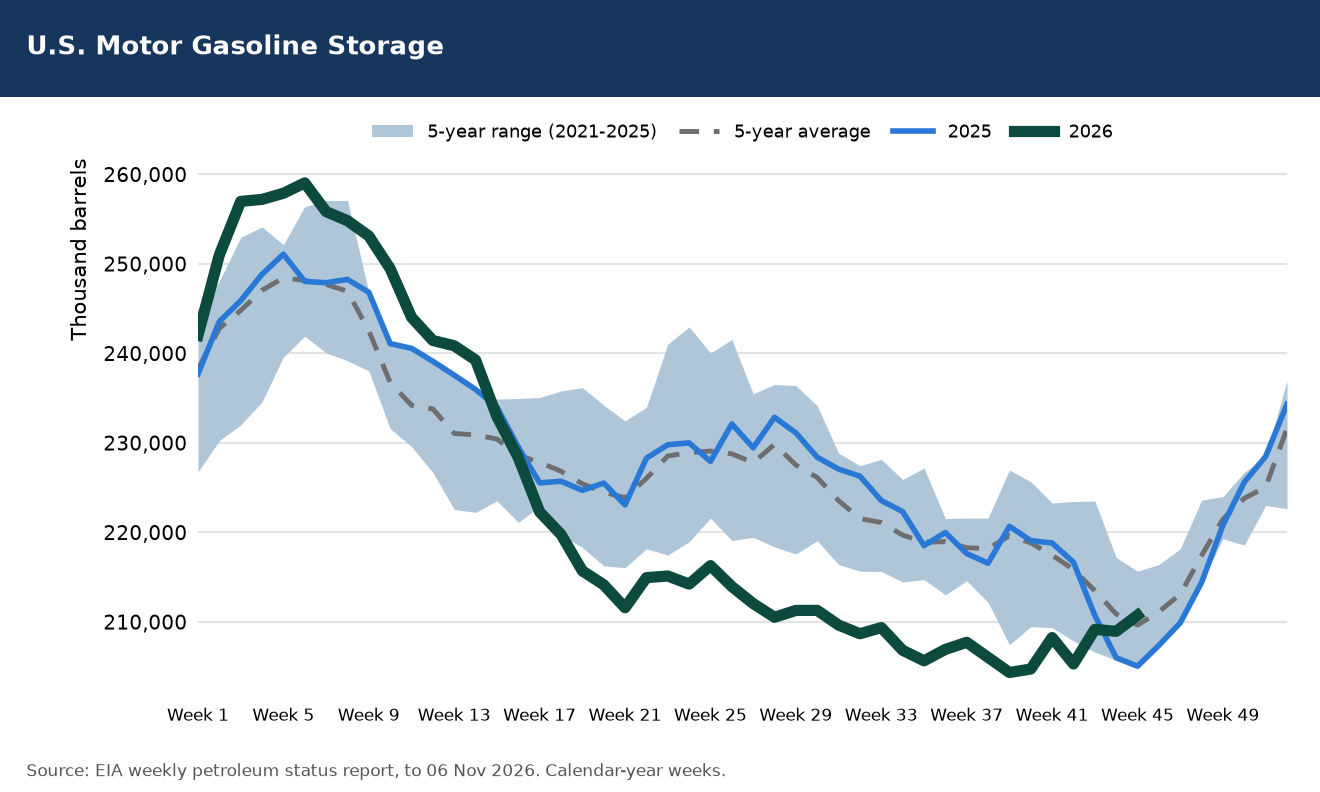 U.S. Motor Gasoline Storage
5-year range (2021-2025)
5-year average
2025
2026
Thousand barrels
260,000
250,000
240,000
230,000
220,000
210,000
Week 1 Week 5 Week 9 Week 13 Week 17 Week 21 Week 25 Week 29 Week 33 Week 37 Week 41 Week 45 Week 49
Source: EIA weekly petroleum status report, to 06 Nov 2026. Calendar-year weeks.